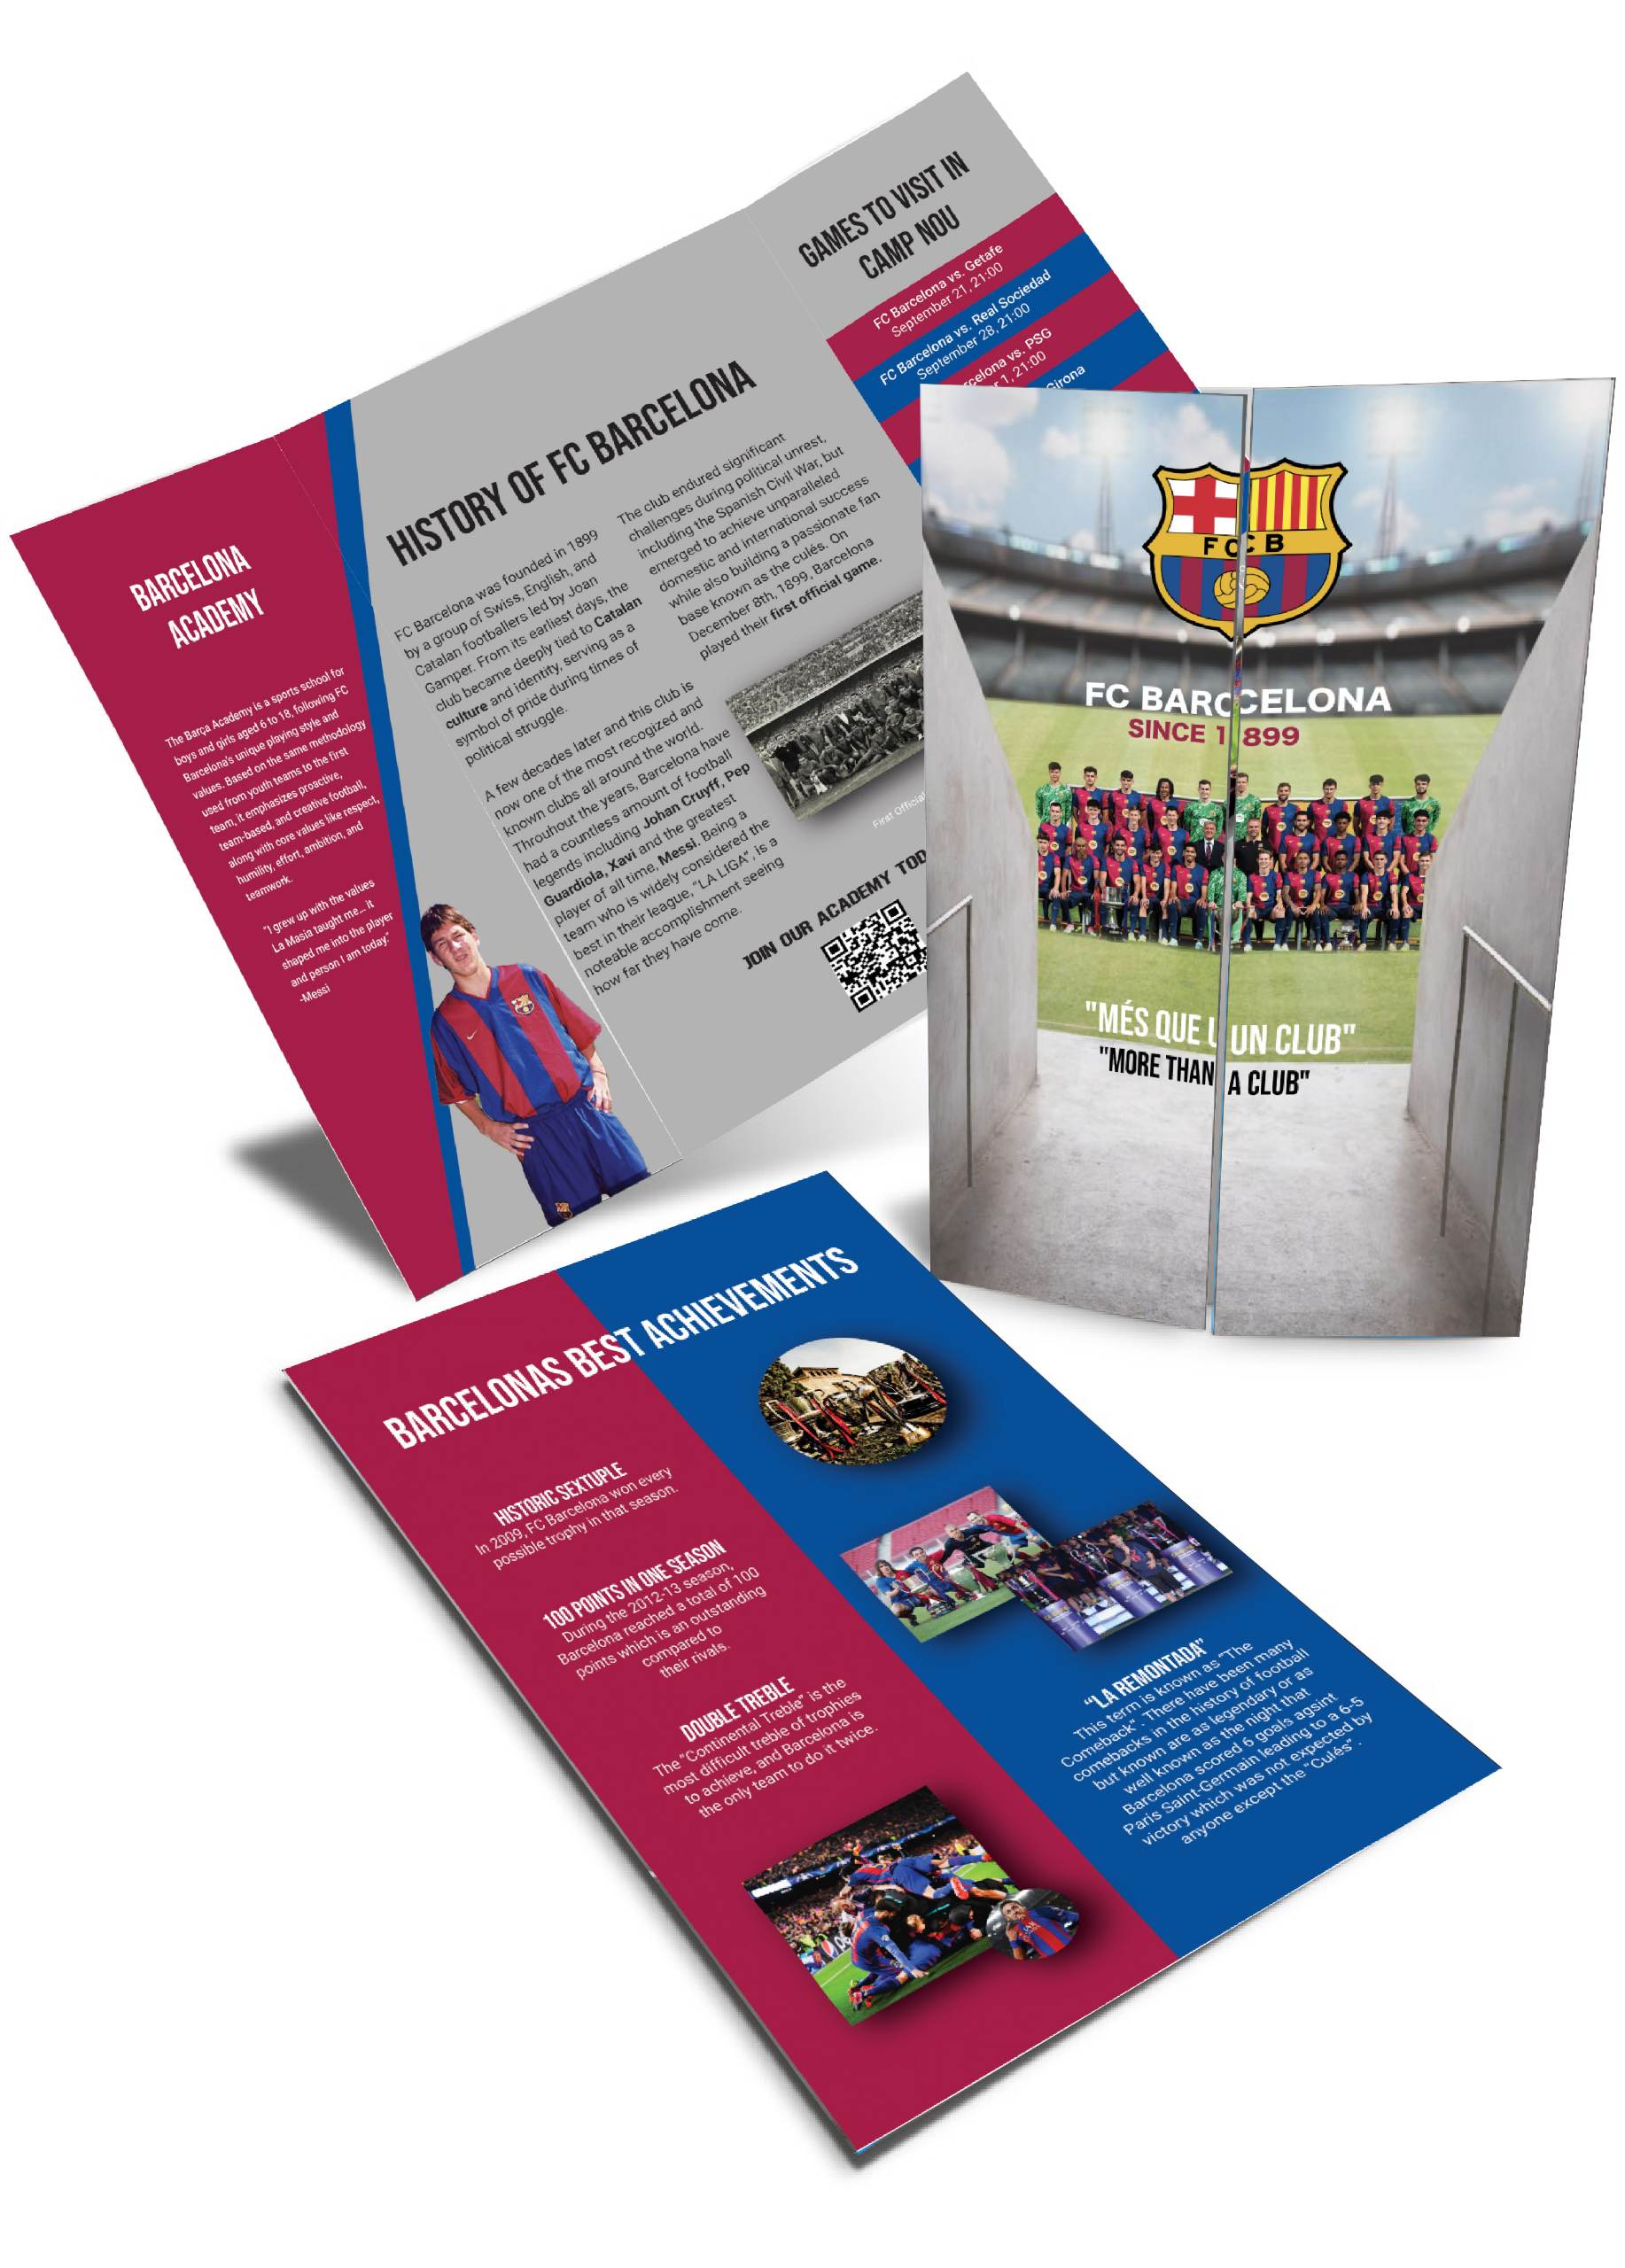 GAMES TO VISIT IN
CAMP NOU
FC Barcelona vs. Getafe
September 21, 21:00
FC Barcelona vs. Real Sociedad
September 28, 21:00
vs. PSG
1, 21:00
Girona
HISTORY OF FC BARCELONA
FC Barcelona was founded in 1899
by a group of Swiss, English, and
Catalan footballers led by Joan
Gamper. From its earliest days, the
club became deeply tied to Catalan
culture and identity, serving as a
symbol of pride during times of
political struggle.
A few decades later and this club is
now one of the most recognized and
known clubs all around the world.
Throuhout the years, Barcelona have
had a countless amount of football
legends including Johan Cruyff, Pep
Guardiola, Xavi and the greatest
player of all time, Messi. Being a
team who is widely considered the
best in their league, "LA LIGA", is a
noteable accomplishment seeing
how far they have come.
The club endured significant
challenges during political unrest,
including the Spanish Civil War, but
emerged to achieve unparalleled
domestic and international success
while also building a passionate fan
base known as the culés. On
December 8th, 1899, Barcelona
played their first official game.
First Official
JOIN OUR ACADEMY TOD
BARCELONA
ACADEMY
The Barça Academy is a sports school for
boys and girls aged 6 to 18, following FC
Barcelona's unique playing style and
values. Based on the same methodology
used from youth teams to the first
team, it emphasizes proactive,
team-based, and creative football,
along with core values like respect,
humility, effort, ambition, and
teamwork.
"I grew up with the values
La Masia taught me... it
shaped me into the player
and person I am today."
-Messi
FCCB
FC BARCCELONA
SINCE 1 899
"MÉS QUE U UN CLUB"
"MORE THAN A CLUB"
BARCELONAS BEST ACHIEVEMENTS
HISTORIC SEXTUPLE
In 2009, FC Barcelona won every
possible trophy in that season.
100 POINTS IN ONE SEASON
During the 2012-13 season,
Barcelona reached a total of 100
points which is an outstanding
compared to
their rivals.
DOUBLE TREBLE
The "Continental Treble" is the
most difficult treble of trophies
to achieve, and Barcelona is
the only team to do it twice.
"LA REMONTADA"
This term is known as "The
Comeback". There have been many
comebacks in the history of football
but known are as legendary or as
well known as the night that
Barcelona scored 6 goals agsint
Paris Saint-Germain leading to a 6-5
victory which was not expected by
anyone except the "Culés".